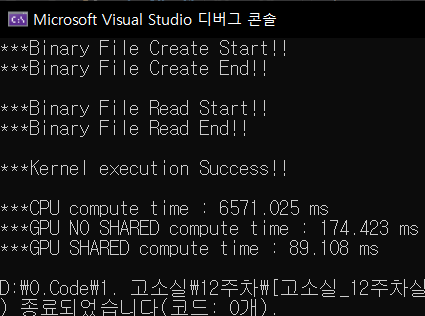 Microsoft Visual Studio 디버그 콘솔
***Binary File Create Start!!
***Binary File Create End!!
***Binary File Read Start!!
***Binary File Read End!!
***Kernel execution Success!!
***CPU compute time : 6571.025 ms
***GPU NO SHARED compute time : 174.423 ms
***GPU SHARED compute time : 89.108 ms
D:₩0.Code₩1. 고소실₩12주차₩[고소실_12주차실
) 종료되었습니다(코드: 0개).